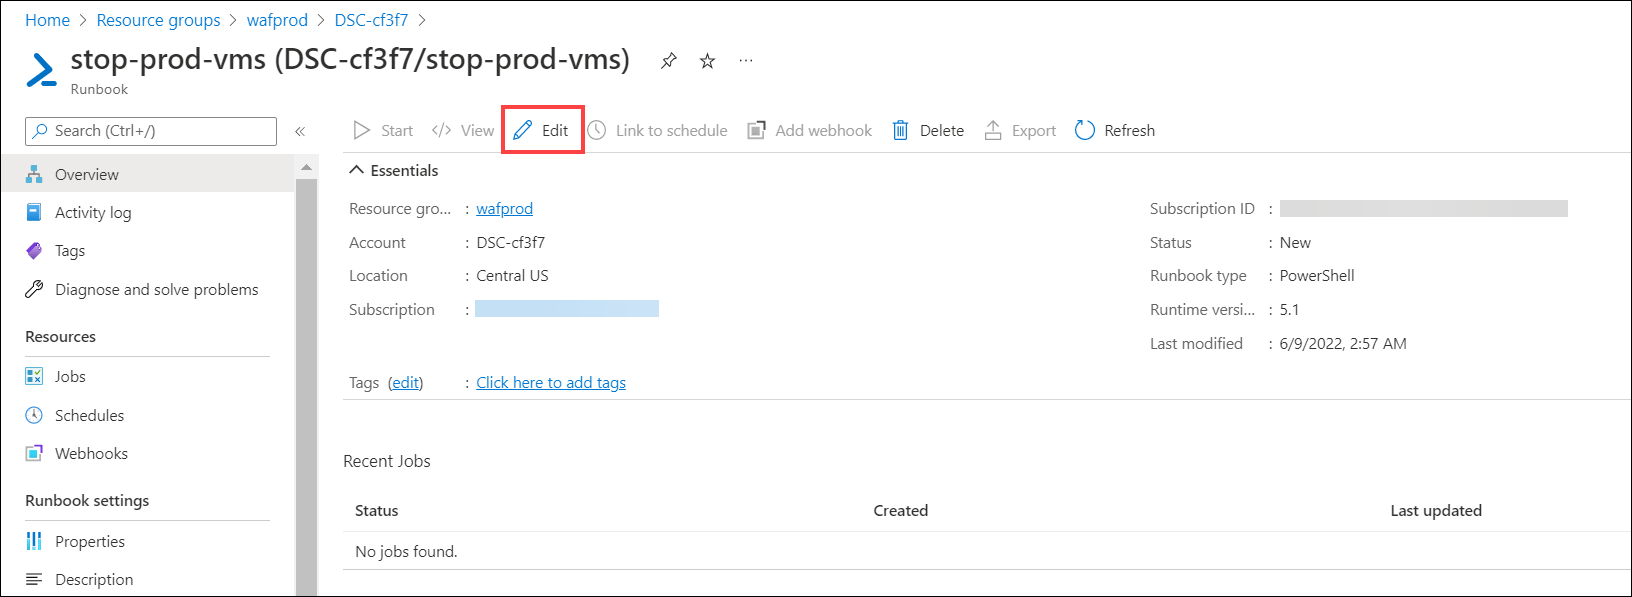 Home > Resource groups > wafprod > DSC-cf3f7 >
stop-prod-vms (DSC-cf3f7/stop-prod-vms) ...
Runbook
Search (Ctrl+/) «
Start </> View Edit Link to schedule Add webhook Delete Export Refresh
Overview
Activity log
Tags
Diagnose and solve problems
Resources
Jobs
Schedules
Webhooks
Runbook settings
Properties
Description
Essentials
Resource gro... : wafprod
Account : DSC-cf3f7
Location : Central US
Subscription :
Subscription ID :
Status : New
Runbook type : PowerShell
Runtime versi... : 5.1
Last modified : 6/9/2022, 2:57 AM
Tags (edit) : Click here to add tags
Recent Jobs
Status Created Last updated
No jobs found.